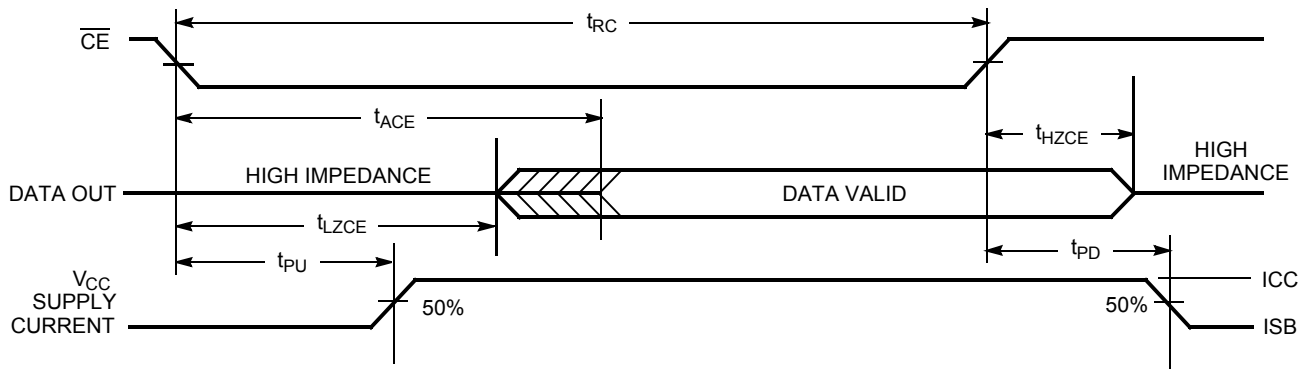 tRC
CE
tACE
tHZCE
HIGH IMPEDANCE
HIGH
IMPEDANCE
DATA OUT
DATA VALID
tLZCE
tPU
tPD
VCC
SUPPLY
CURRENT
50%
50%
ICC
ISB